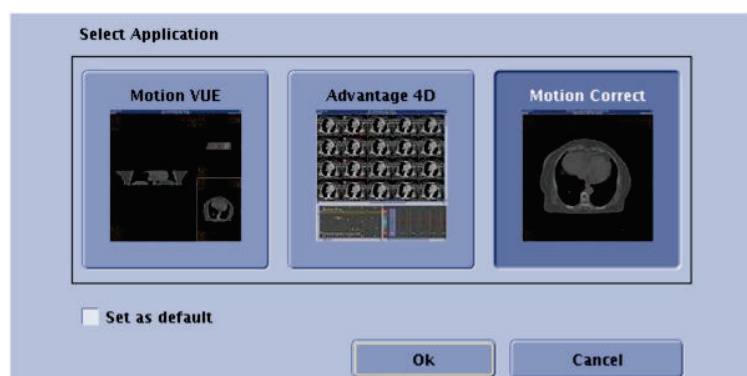 Select Application
Motion VUE
Advantage 4D
Motion Correct
Set as default
Ok
Cancel